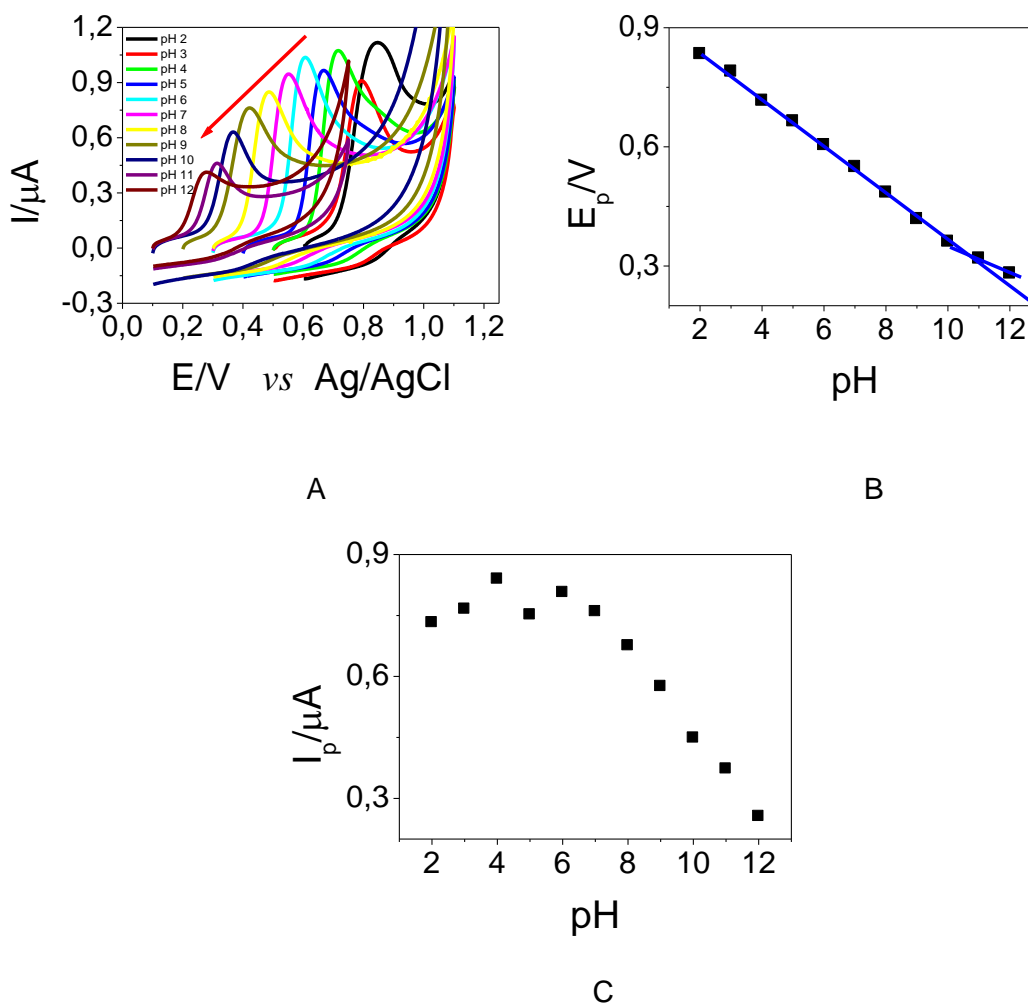 1,2
0,9
0,6
0,3
0,0
-0,3
I/μA
pH 2
pH 3
pH 4
pH 5
pH 6
pH 7
pH 8
pH 9
pH 10
pH 11
pH 12
0,0 0,2 0,4 0,6 0,8 1,0 1,2
E/V vs Ag/AgCl
A
0,9
0,6
0,3
Ep/V
2 4 6 8 10 12
pH
B
0,9
0,6
0,3
Ip/μA
2 4 6 8 10 12
pH
C